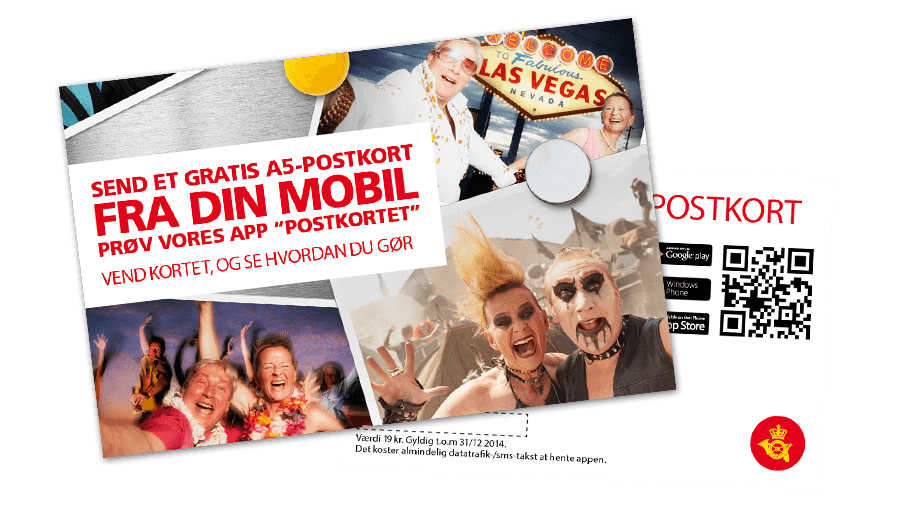 WELCOME
TO Fabulous
LAS VEGAS
NEVADA
SEND ET GRATIS A5-POSTKORT
FRA DIN MOBIL
PRØV VORES APP "POSTKORTET"
VEND KORTET, OG SE HVORDAN DU GØR
POSTKORT
Google play
Windows
Phone
App Store
Værdi 19 kr. Gyldig t.o.m 31/12 2014.
Det koster almindelig datatrafik-/sms-takst at hente appen.